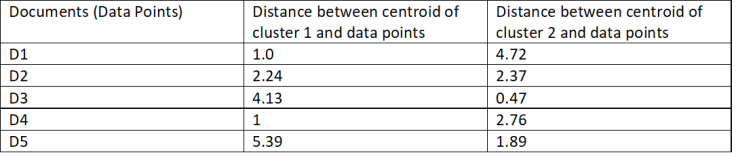 Documents (Data Points) Distance between centroid of Distance between centroid of
cluster 1 and data points cluster 2 and data points
D1 1.0 4.72
D2 2.24 2.37
D3 4.13 0.47
D4 1 2.76
D5 5.39 1.89